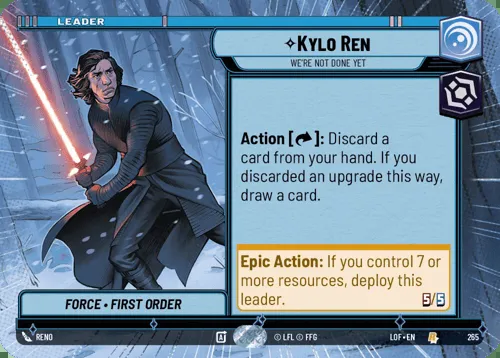 LEADER
✧KYLO REN
WE'RE NOT DONE YET
Action [↷]: Discard a
card from your hand. If you
discarded an upgrade this way,
draw a card.
Epic Action: If you control 7 or
more resources, deploy this
leader.
5/5
FORCE • FIRST ORDER
RENO
A
© LFL © FFG
LOF • EN
R
265